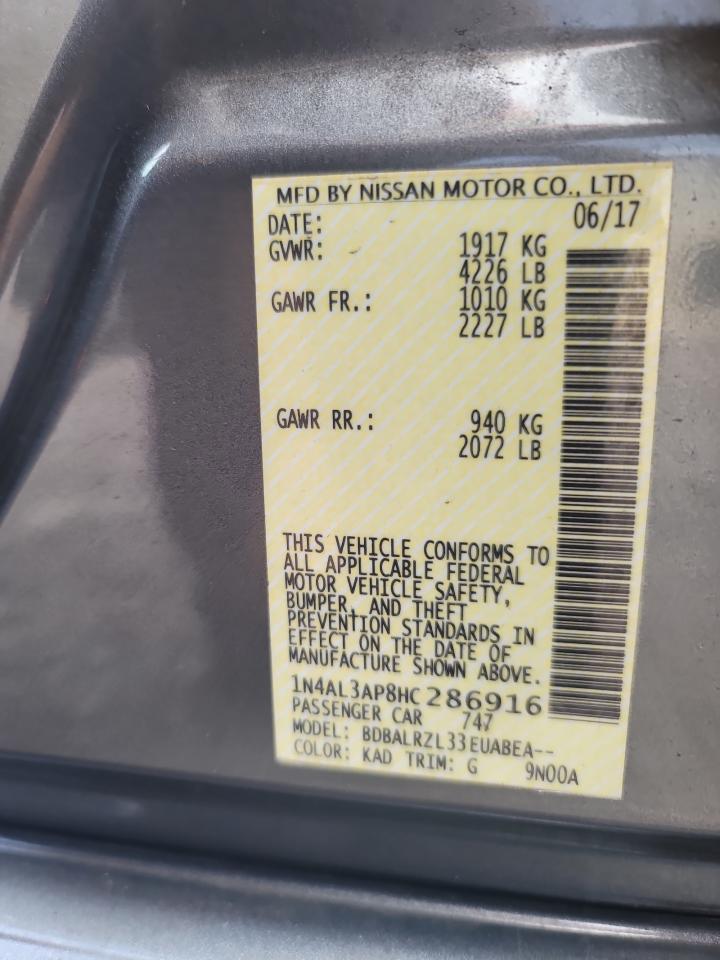 MFD BY NISSAN MOTOR CO., LTD.
DATE: 06/17
GVWR: 1917 KG
4226 LB
GAWR FR.: 1010 KG
2227 LB
GAWR RR.: 940 KG
2072 LB
THIS VEHICLE CONFORMS TO
ALL APPLICABLE FEDERAL
MOTOR VEHICLE SAFETY,
BUMPER, AND THEFT
PREVENTION STANDARDS IN
EFFECT ON THE DATE OF
MANUFACTURE SHOWN ABOVE.
1N4AL3AP8HC286916
PASSENGER CAR 747
MODEL: BDBALRZL33EUABEA--
COLOR: KAD TRIM: G 9N00A